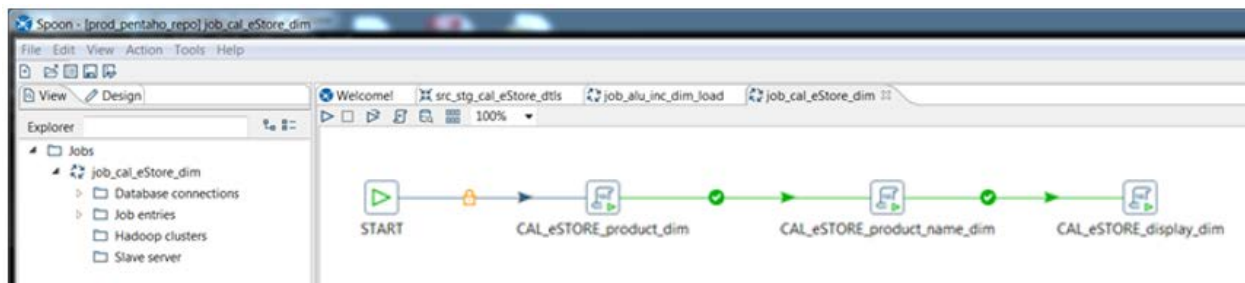 Spoon - [prod_pentaho_repo] job_cal_eStore_dim
File Edit View Action Tools Help
View Design
Welcome! src_stg_cal_eStore_dtls job_alu_inc_dim_load job_cal_eStore_dim
100%
Explorer
Jobs
job_cal_eStore_dim
Database connections
Job entries
Hadoop clusters
Slave server
START CAL_eSTORE_product_dim CAL_eSTORE_product_name_dim CAL_eSTORE_display_dim